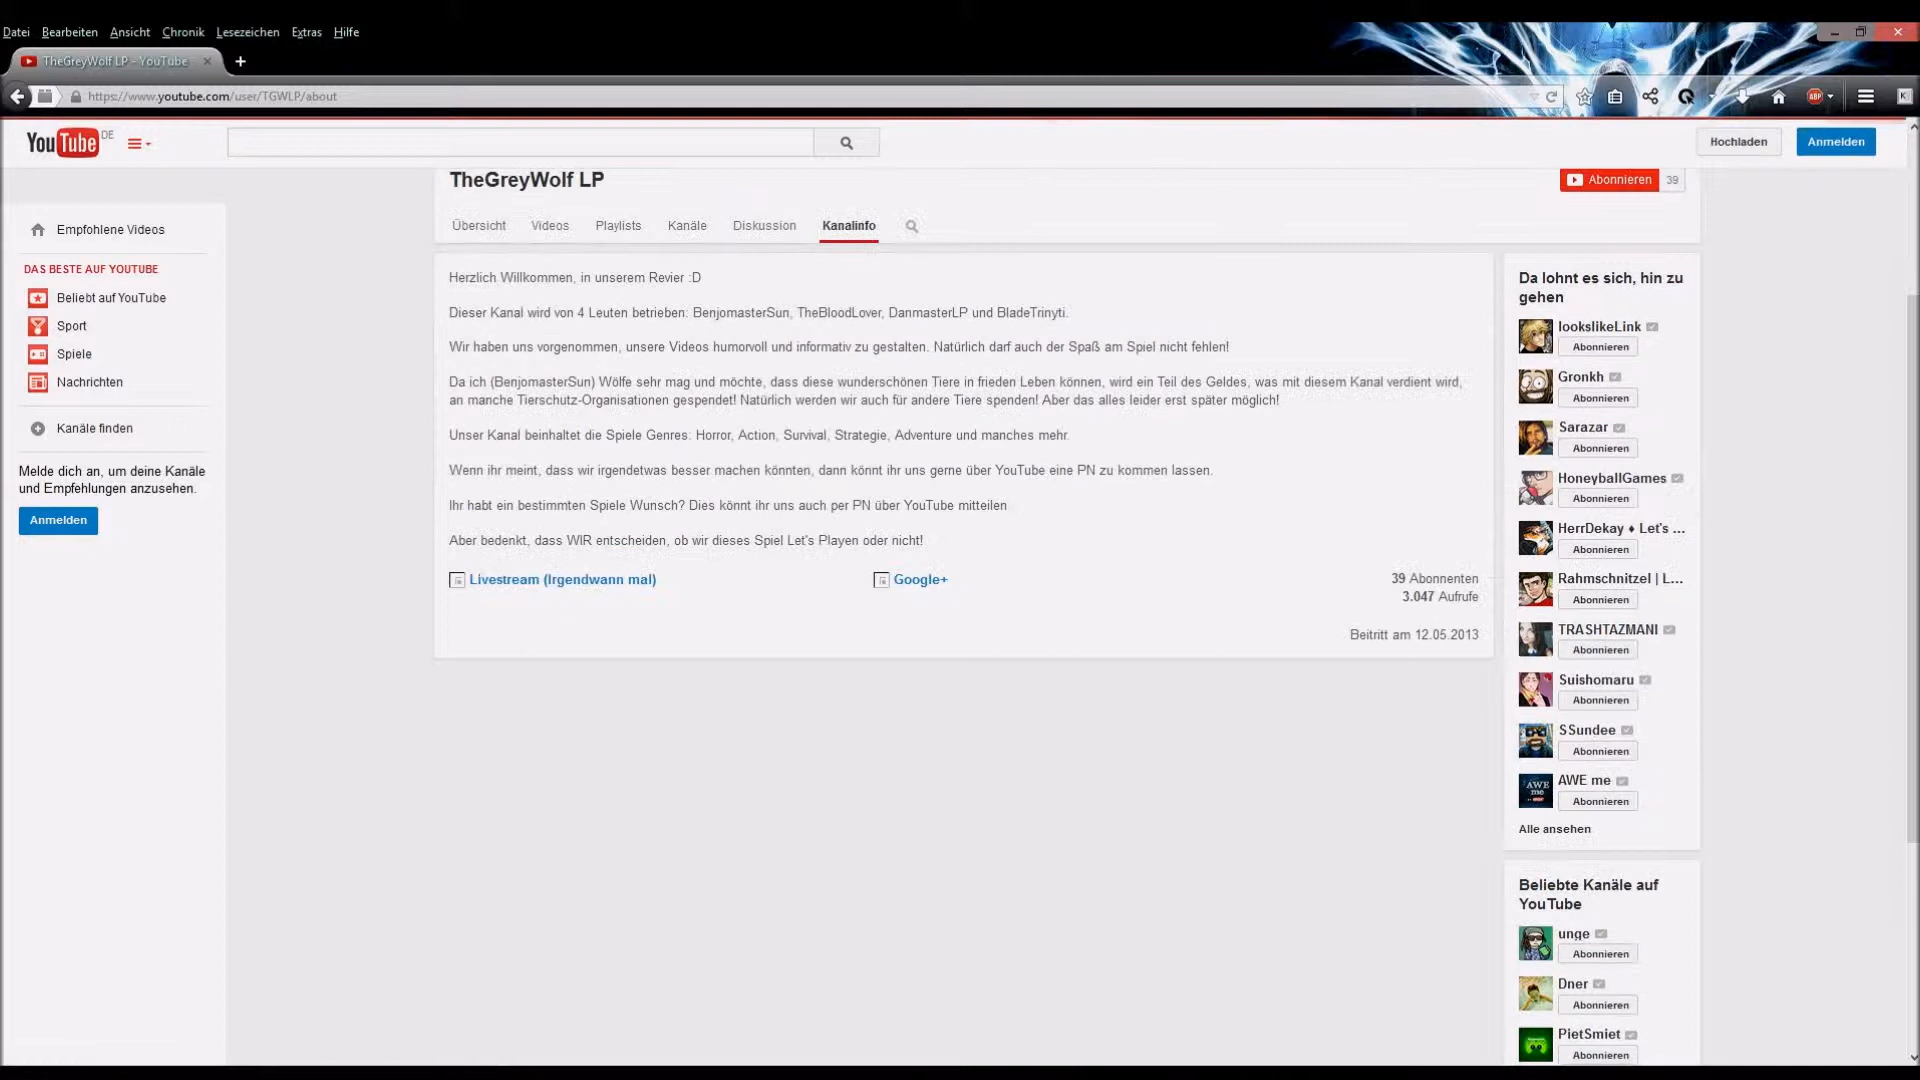 Datei Bearbeiten Ansicht Chronik Lesezeichen Extras Hilfe
TheGreyWolf LP - YouTube
https://www.youtube.com/user/TGWLP/about
ABP
YouTube DE
Hochladen
Anmelden
TheGreyWolf LP
Abonnieren 39
Übersicht Videos Playlists Kanäle Diskussion Kanalinfo
Empfohlene Videos
DAS BESTE AUF YOUTUBE
Beliebt auf YouTube
Sport
Spiele
Nachrichten
Kanäle finden
Melde dich an, um deine Kanäle
und Empfehlungen anzusehen.
Anmelden
Herzlich Willkommen, in unserem Revier :D
Dieser Kanal wird von 4 Leuten betrieben: BenjomasterSun, TheBloodLover, DanmasterLP und BladeTrinyti.
Wir haben uns vorgenommen, unsere Videos humorvoll und informativ zu gestalten. Natürlich darf auch der Spaß am Spiel nicht fehlen!
Da ich (BenjomasterSun) Wölfe sehr mag und möchte, dass diese wunderschönen Tiere in frieden Leben können, wird ein Teil des Geldes, was mit diesem Kanal verdient wird,
an manche Tierschutz-Organisationen gespendet! Natürlich werden wir auch für andere Tiere spenden! Aber das alles leider erst später möglich!
Unser Kanal beinhaltet die Spiele Genres: Horror, Action, Survival, Strategie, Adventure und manches mehr.
Wenn ihr meint, dass wir irgendetwas besser machen könnten, dann könnt ihr uns gerne über YouTube eine PN zu kommen lassen.
Ihr habt ein bestimmten Spiele Wunsch? Dies könnt ihr uns auch per PN über YouTube mitteilen
Aber bedenkt, dass WIR entscheiden, ob wir dieses Spiel Let's Playen oder nicht!
Livestream (Irgendwann mal)
Google+
39 Abonnenten
3.047 Aufrufe
Beitritt am 12.05.2013
Da lohnt es sich, hin zu
gehen
lookslikeLink
Abonnieren
Gronkh
Abonnieren
Sarazar
Abonnieren
HoneyballGames
Abonnieren
HerrDekay ♦ Let's ...
Abonnieren
Rahmschnitzel | L...
Abonnieren
TRASHTAZMANI
Abonnieren
Suishomaru
Abonnieren
SSundee
Abonnieren
AWE me
AWE me
Abonnieren
Alle ansehen
Beliebte Kanäle auf
YouTube
unge
Abonnieren
Dner
Abonnieren
PietSmiet
Abonnieren